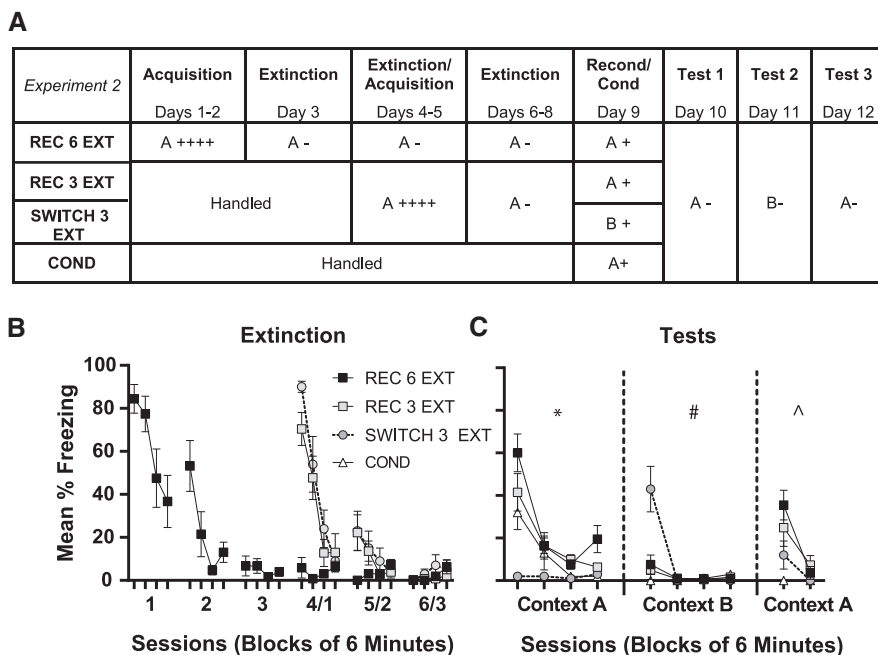 A
Experiment 2
Acquisition
Days 1-2
Extinction
Day 3
Extinction/
Acquisition
Days 4-5
Extinction
Days 6-8
Recond/
Cond
Day 9
Test 1
Day 10
Test 2
Day 11
Test 3
Day 12
REC 6 EXT
A ++++
A -
A -
A -
A +
REC 3 EXT
SWITCH 3
EXT
Handled
A ++++
A -
A +
B +
A -
B-
A-
COND
Handled
A+
B
Extinction
Mean % Freezing
100
80
60
40
20
0
1
2
3
4/1
5/2
6/3
Sessions (Blocks of 6 Minutes)
REC 6 EXT
REC 3 EXT
SWITCH 3 EXT
COND
C
Tests
*
#
^
Context A
Context B
Context A
Sessions (Blocks of 6 Minutes)